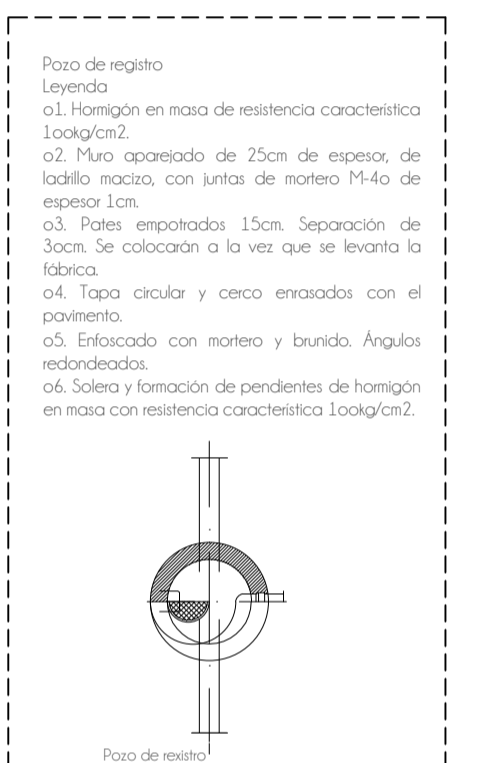 Pozo de registro
Leyenda
o1. Hormigón en masa de resistencia característica
1ookg/cm2.
o2. Muro aparejado de 25cm de espesor, de
ladrillo macizo, con juntas de mortero M-4o de
espesor 1cm.
o3. Pates empotrados 15cm. Separación de
3ocm. Se colocarán a la vez que se levanta la
fábrica.
o4. Tapa circular y cerco enrasados con el
pavimento.
o5. Enfoscado con mortero y brunido. Ángulos
redondeados.
o6. Solera y formación de pendientes de hormigón
en masa con resistencia característica 1ookg/cm2.
Pozo de rexistro